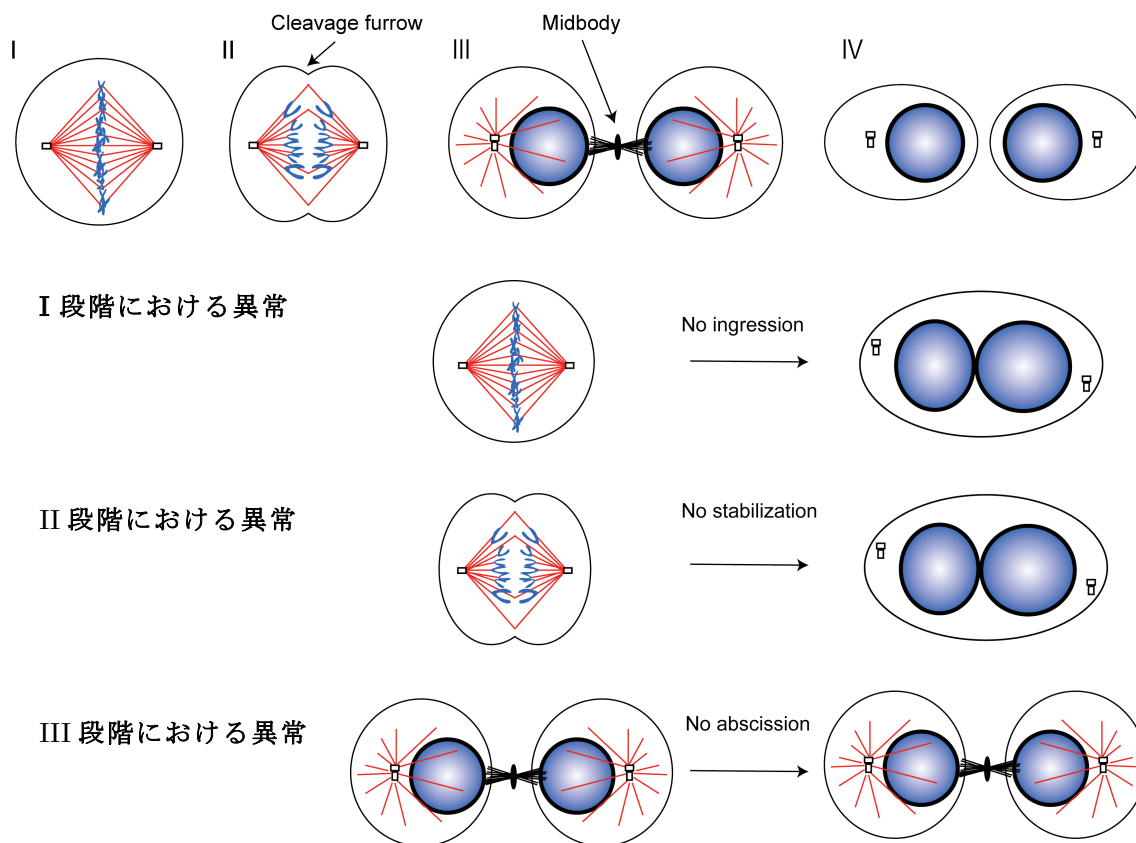 Cleavage furrow
Midbody
I
II
III
IV
I 段階における異常
No ingression
II 段階における異常
No stabilization
III 段階における異常
No abscission